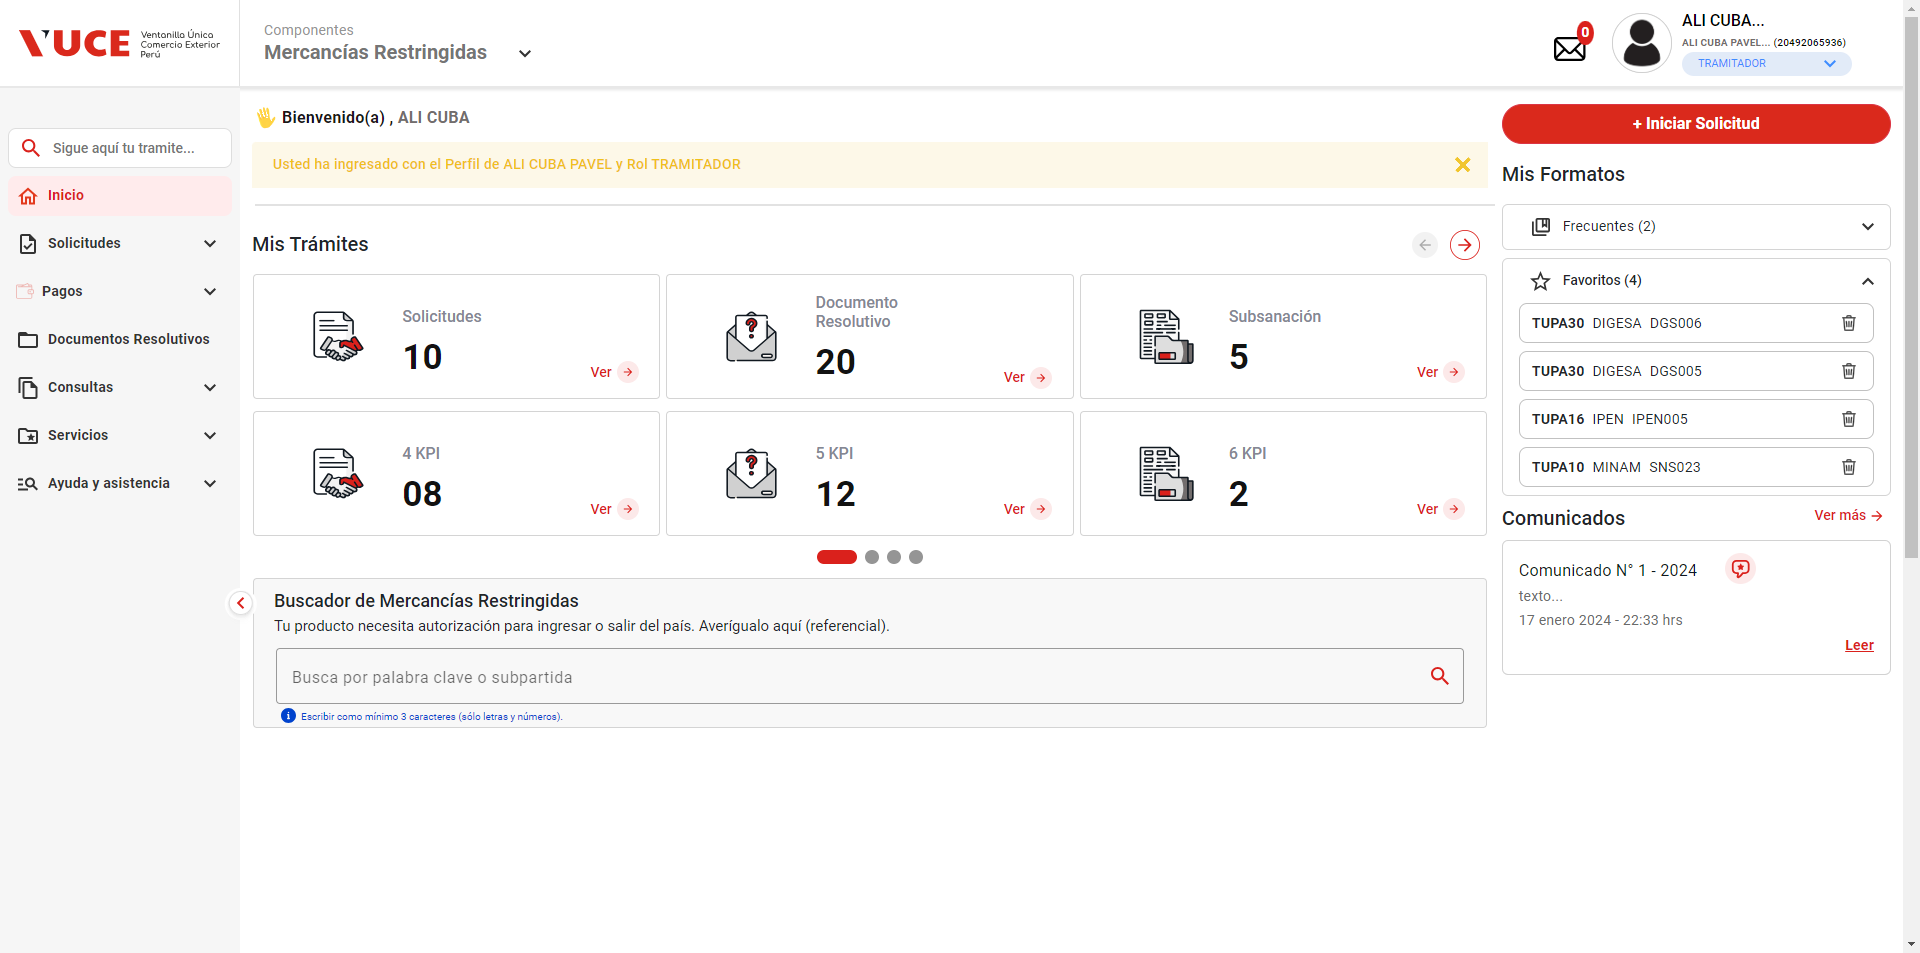 VUCE
Ventanilla Única
Comercio Exterior
Perú
Componentes
Mercancías Restringidas
0
ALI CUBA...
ALI CUBA PAVEL... (20492065936)
TRAMITADOR
Sigue aquí tu tramite...
Inicio
Solicitudes
Pagos
Documentos Resolutivos
Consultas
Servicios
Ayuda y asistencia
Bienvenido(a) , ALI CUBA
Usted ha ingresado con el Perfil de ALI CUBA PAVEL y Rol TRAMITADOR
Mis Trámites
Solicitudes
10
Ver
Documento
Resolutivo
20
Ver
Subsanación
5
Ver
4 KPI
08
Ver
5 KPI
12
Ver
6 KPI
2
Ver
Buscador de Mercancías Restringidas
Tu producto necesita autorización para ingresar o salir del país. Averígualo aquí (referencial).
Busca por palabra clave o subpartida
Escribir como mínimo 3 caracteres (sólo letras y números).
+ Iniciar Solicitud
Mis Formatos
Frecuentes (2)
Favoritos (4)
TUPA30 DIGESA DGS006
TUPA30 DIGESA DGS005
TUPA16 IPEN IPEN005
TUPA10 MINAM SNS023
Comunicados
Ver más
Comunicado N° 1 - 2024
texto...
17 enero 2024 - 22:33 hrs
Leer